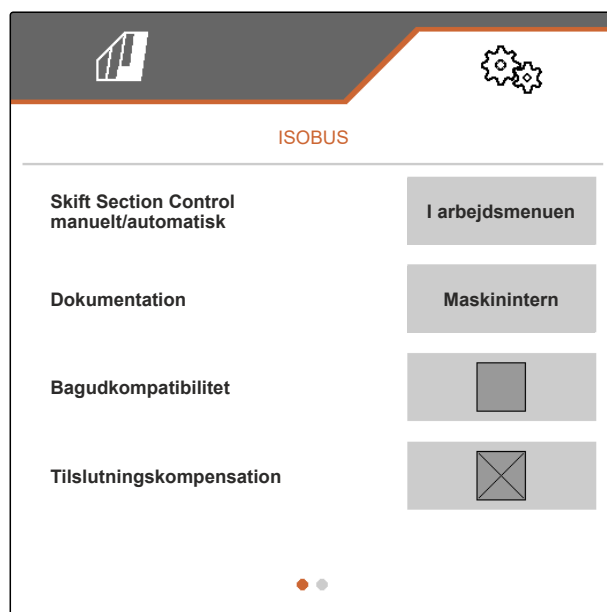 ISOBUS
Skift Section Control
manuelt/automatisk
I arbejdsmenuen
Dokumentation
Maskinintern
Bagudkompatibilitet
Tilslutningskompensation